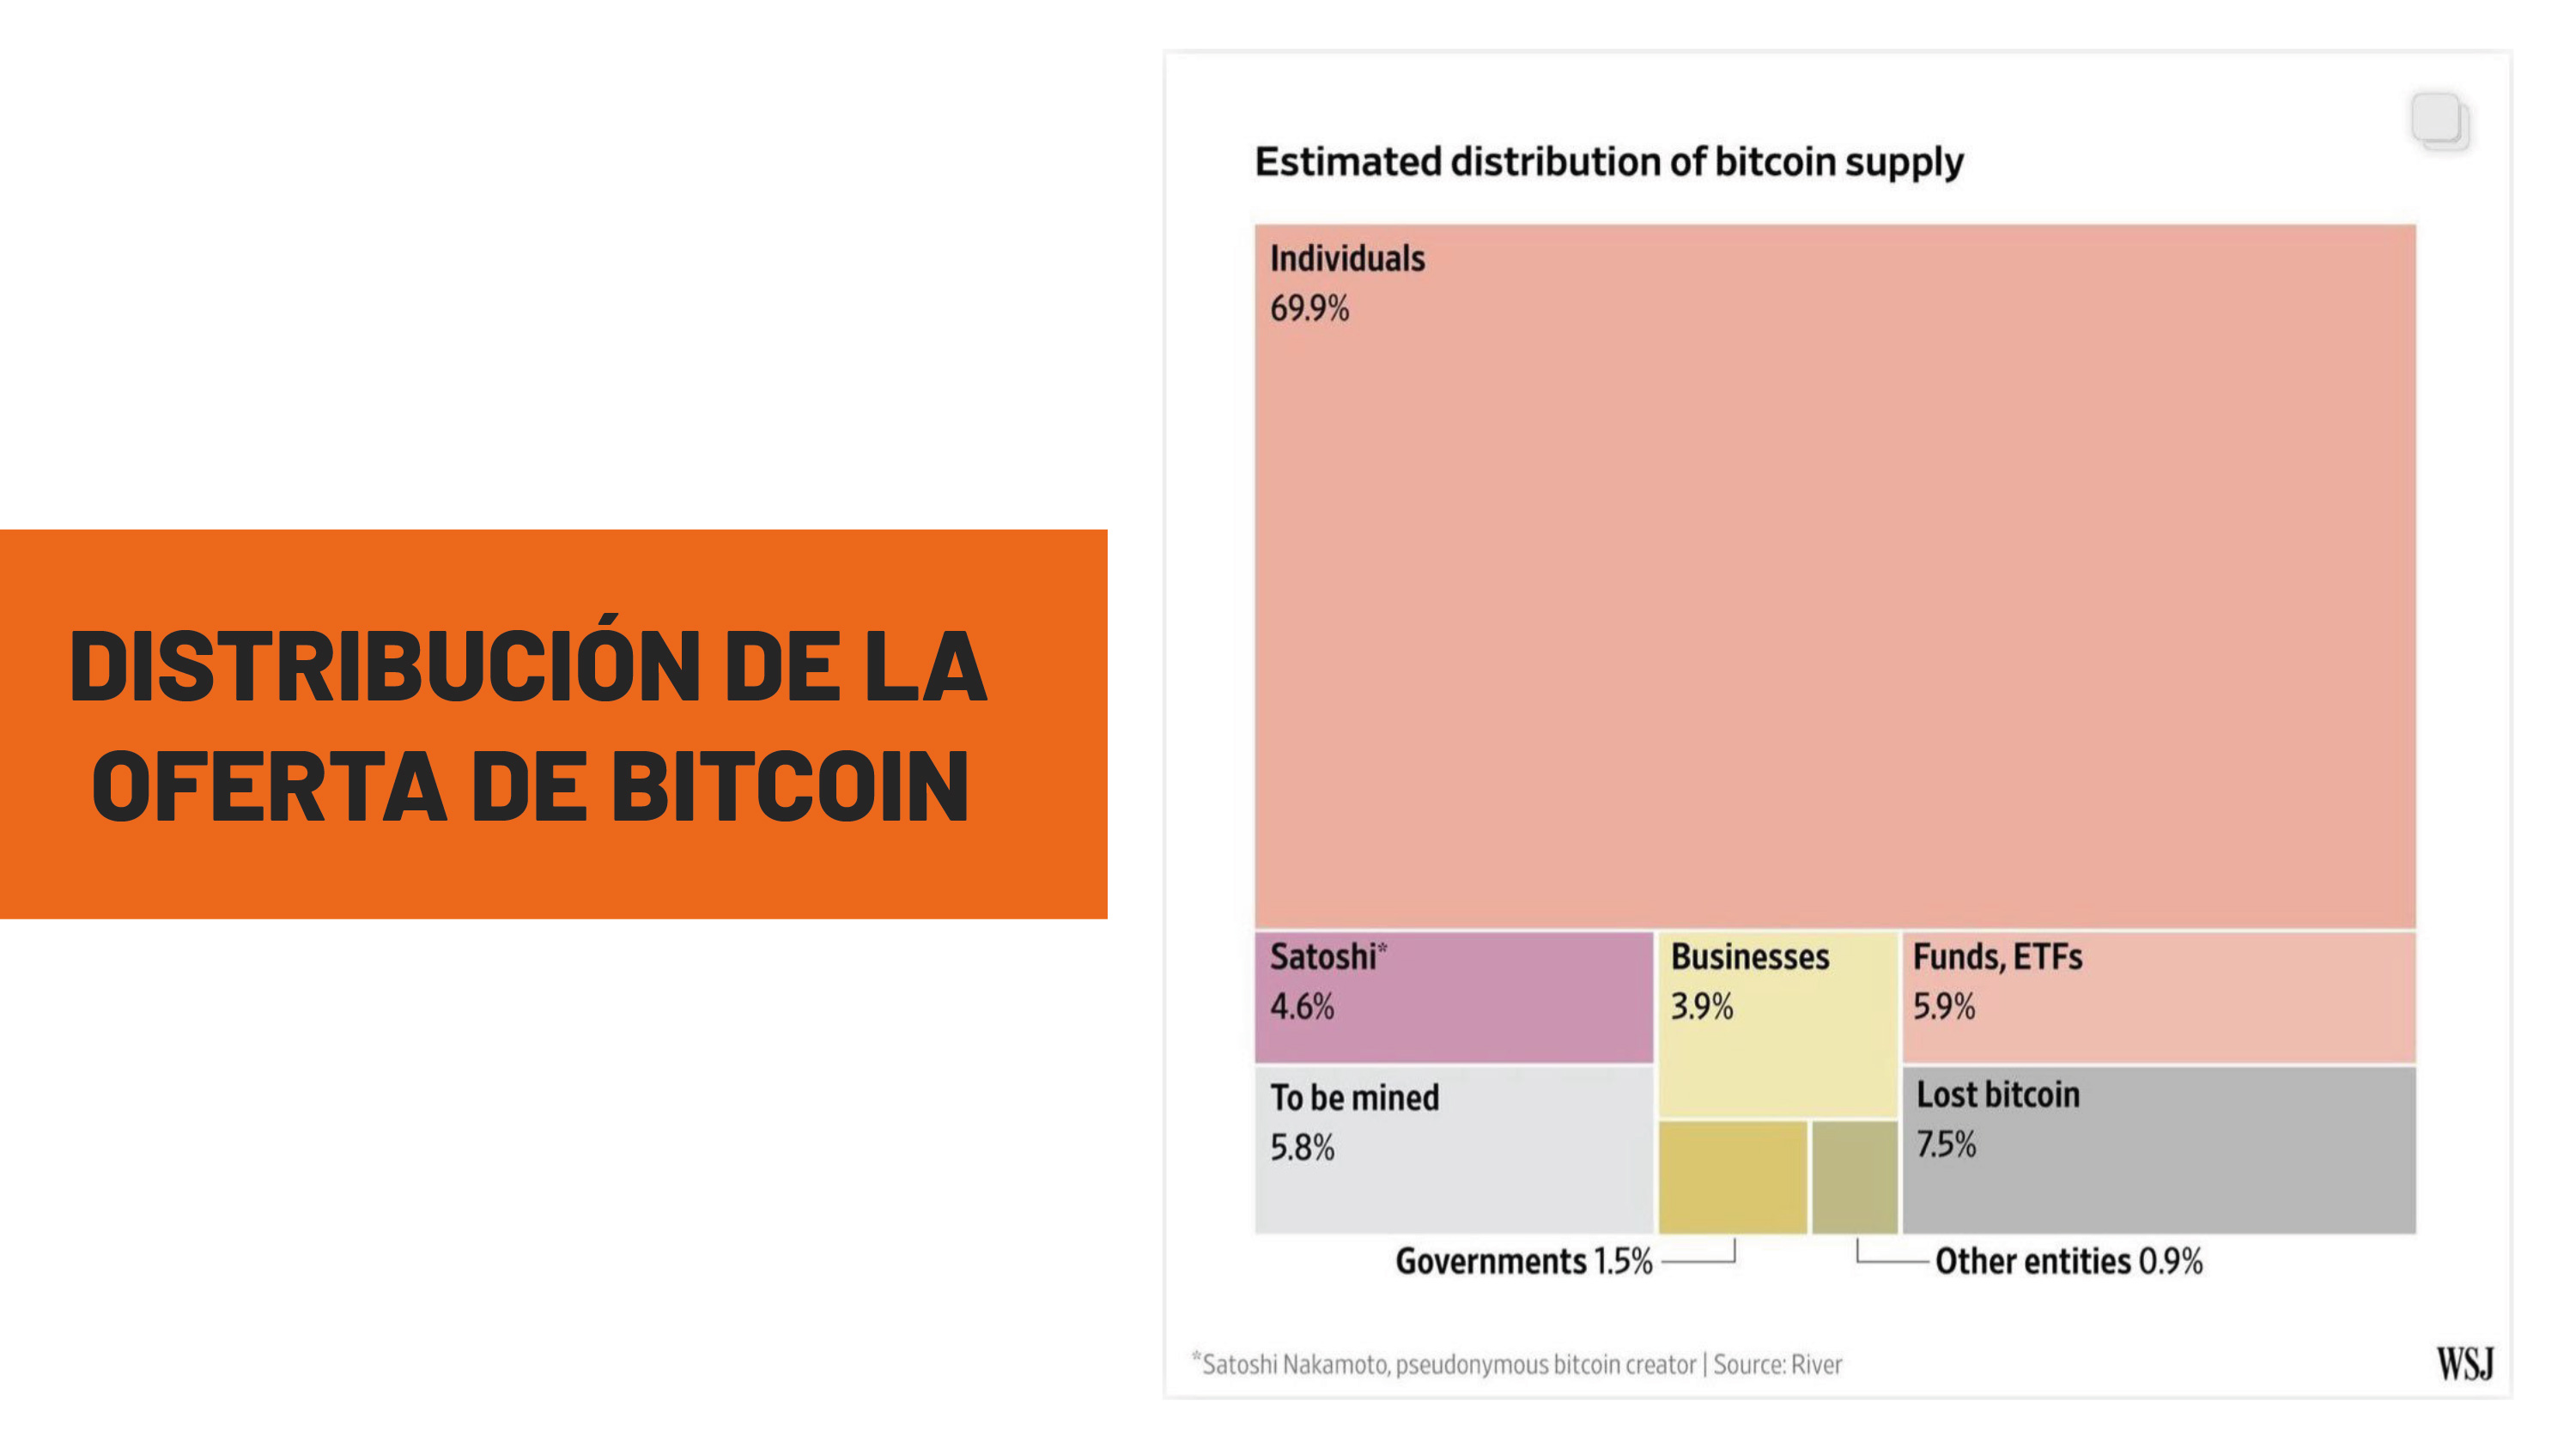 DISTRIBUCIÓN DE LA
OFERTA DE BITCOIN
Estimated distribution of bitcoin supply
Individuals
69.9%
Satoshi*
4.6%
Businesses
3.9%
Funds, ETFs
5.9%
To be mined
5.8%
Lost bitcoin
7.5%
Governments 1.5%
Other entities 0.9%
*Satoshi Nakamoto, pseudonymous bitcoin creator | Source: River
WSJ